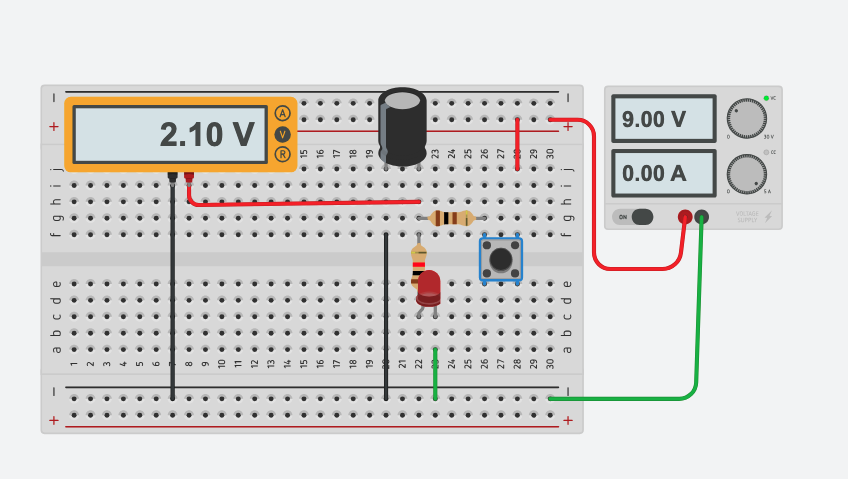 2.10 V
A
V
R
9.00 V
VC
0
30 V
0.00 A
CC
0
5 A
ON
VOLTAGE
SUPPLY
− −
+ +
15 16 17 18 19 23 24 25 26 27 28 29 30
j j
i i
h h
g g
f f
e e
d d
c c
b b
a a
1 2 3 4 5 6 7 8 9 10 11 12 13 14 15 16 17 18 19 20 21 22 23 24 25 26 27 28 29 30
− −
+ +